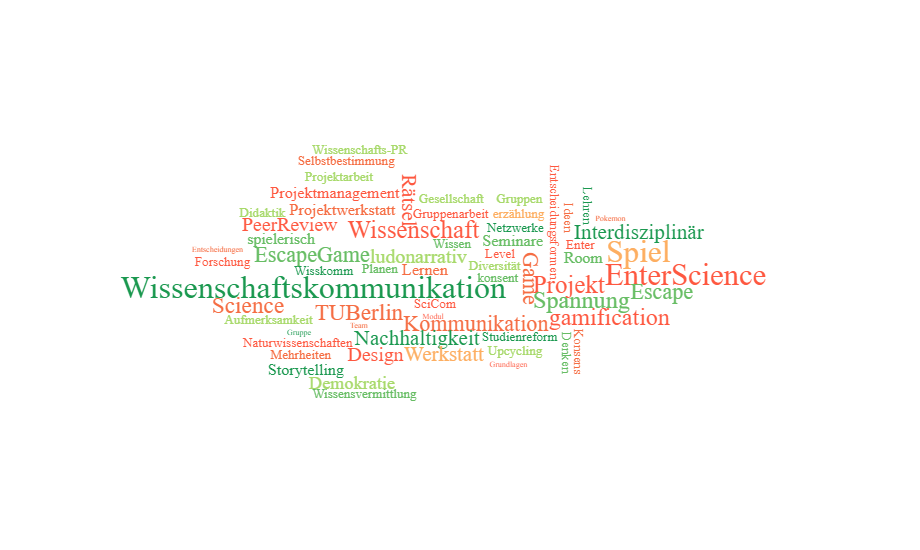 Wissenschafts-PR
Selbstbestimmung
Projektarbeit
Rätsel
Entscheidungsformen
Projektmanagement
Gesellschaft
Gruppen
Lehren
Ideen
Didaktik
Projektwerkstatt
Gruppenarbeit
erzählung
Pokemon
PeerReview
Wissenschaft
Netzwerke
Interdisziplinär
spielerisch
Wissen
Seminare
Enter
Entscheidungen
EscapeGame
ludonarrativ
Level
Room
Spiel
Forschung
Wisskomm
Planen
Lernen
Diversität
Game
konsent
Projekt
EnterScience
Wissenschaftskommunikation
Spannung
Escape
Science
TUBerlin
SciCom
Modul
gamification
Aufmerksamkeit
Team
Kommunikation
Gruppe
Nachhaltigkeit
Studienreform
Denken
Konsens
Naturwissenschaften
Mehrheiten
Design
Werkstatt
Upcycling
Grundlagen
Storytelling
Demokratie
Wissensvermittlung